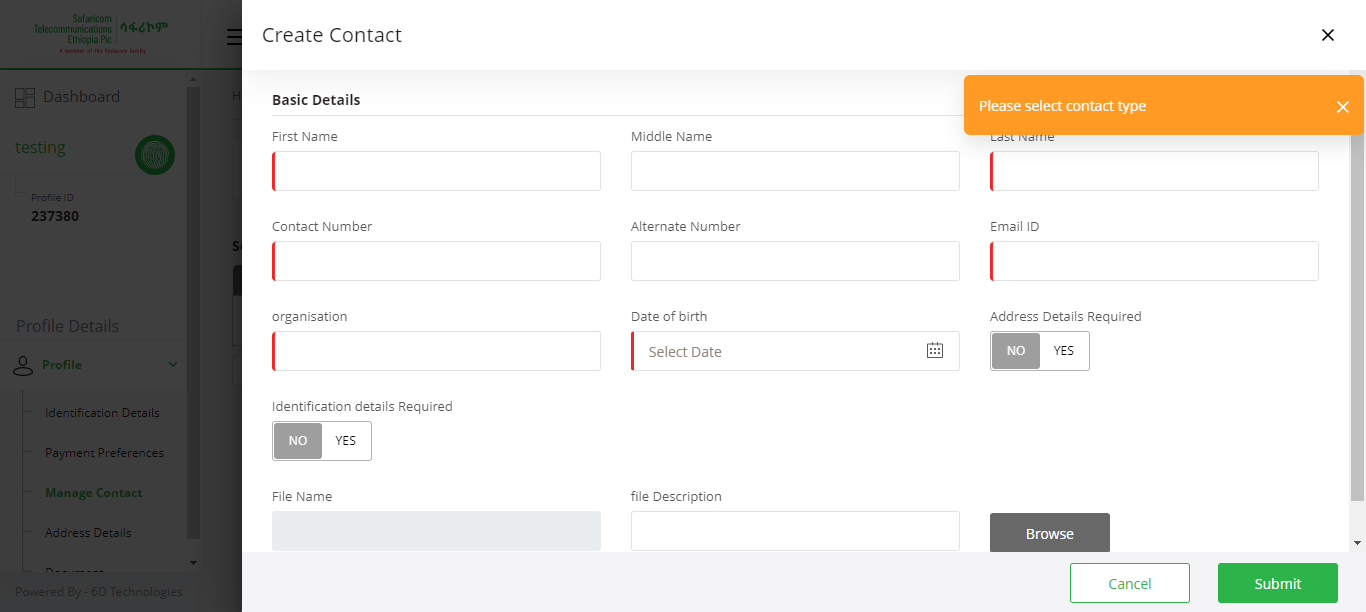 Safaricom
Telecommunications
Ethiopia Plc
ሳፋሪኮም
A member of the Vodacom family
Create Contact
Dashboard
testing
Profile ID
237380
Profile Details
Profile
Identification Details
Payment Preferences
Manage Contact
Address Details
Powered By - 6D Technologies
Please select contact type
Basic Details
First Name
Middle Name
Last Name
Contact Number
Alternate Number
Email ID
organisation
Date of birth
Address Details Required
Select Date
NO YES
Identification details Required
NO YES
File Name
file Description
Browse
Cancel
Submit